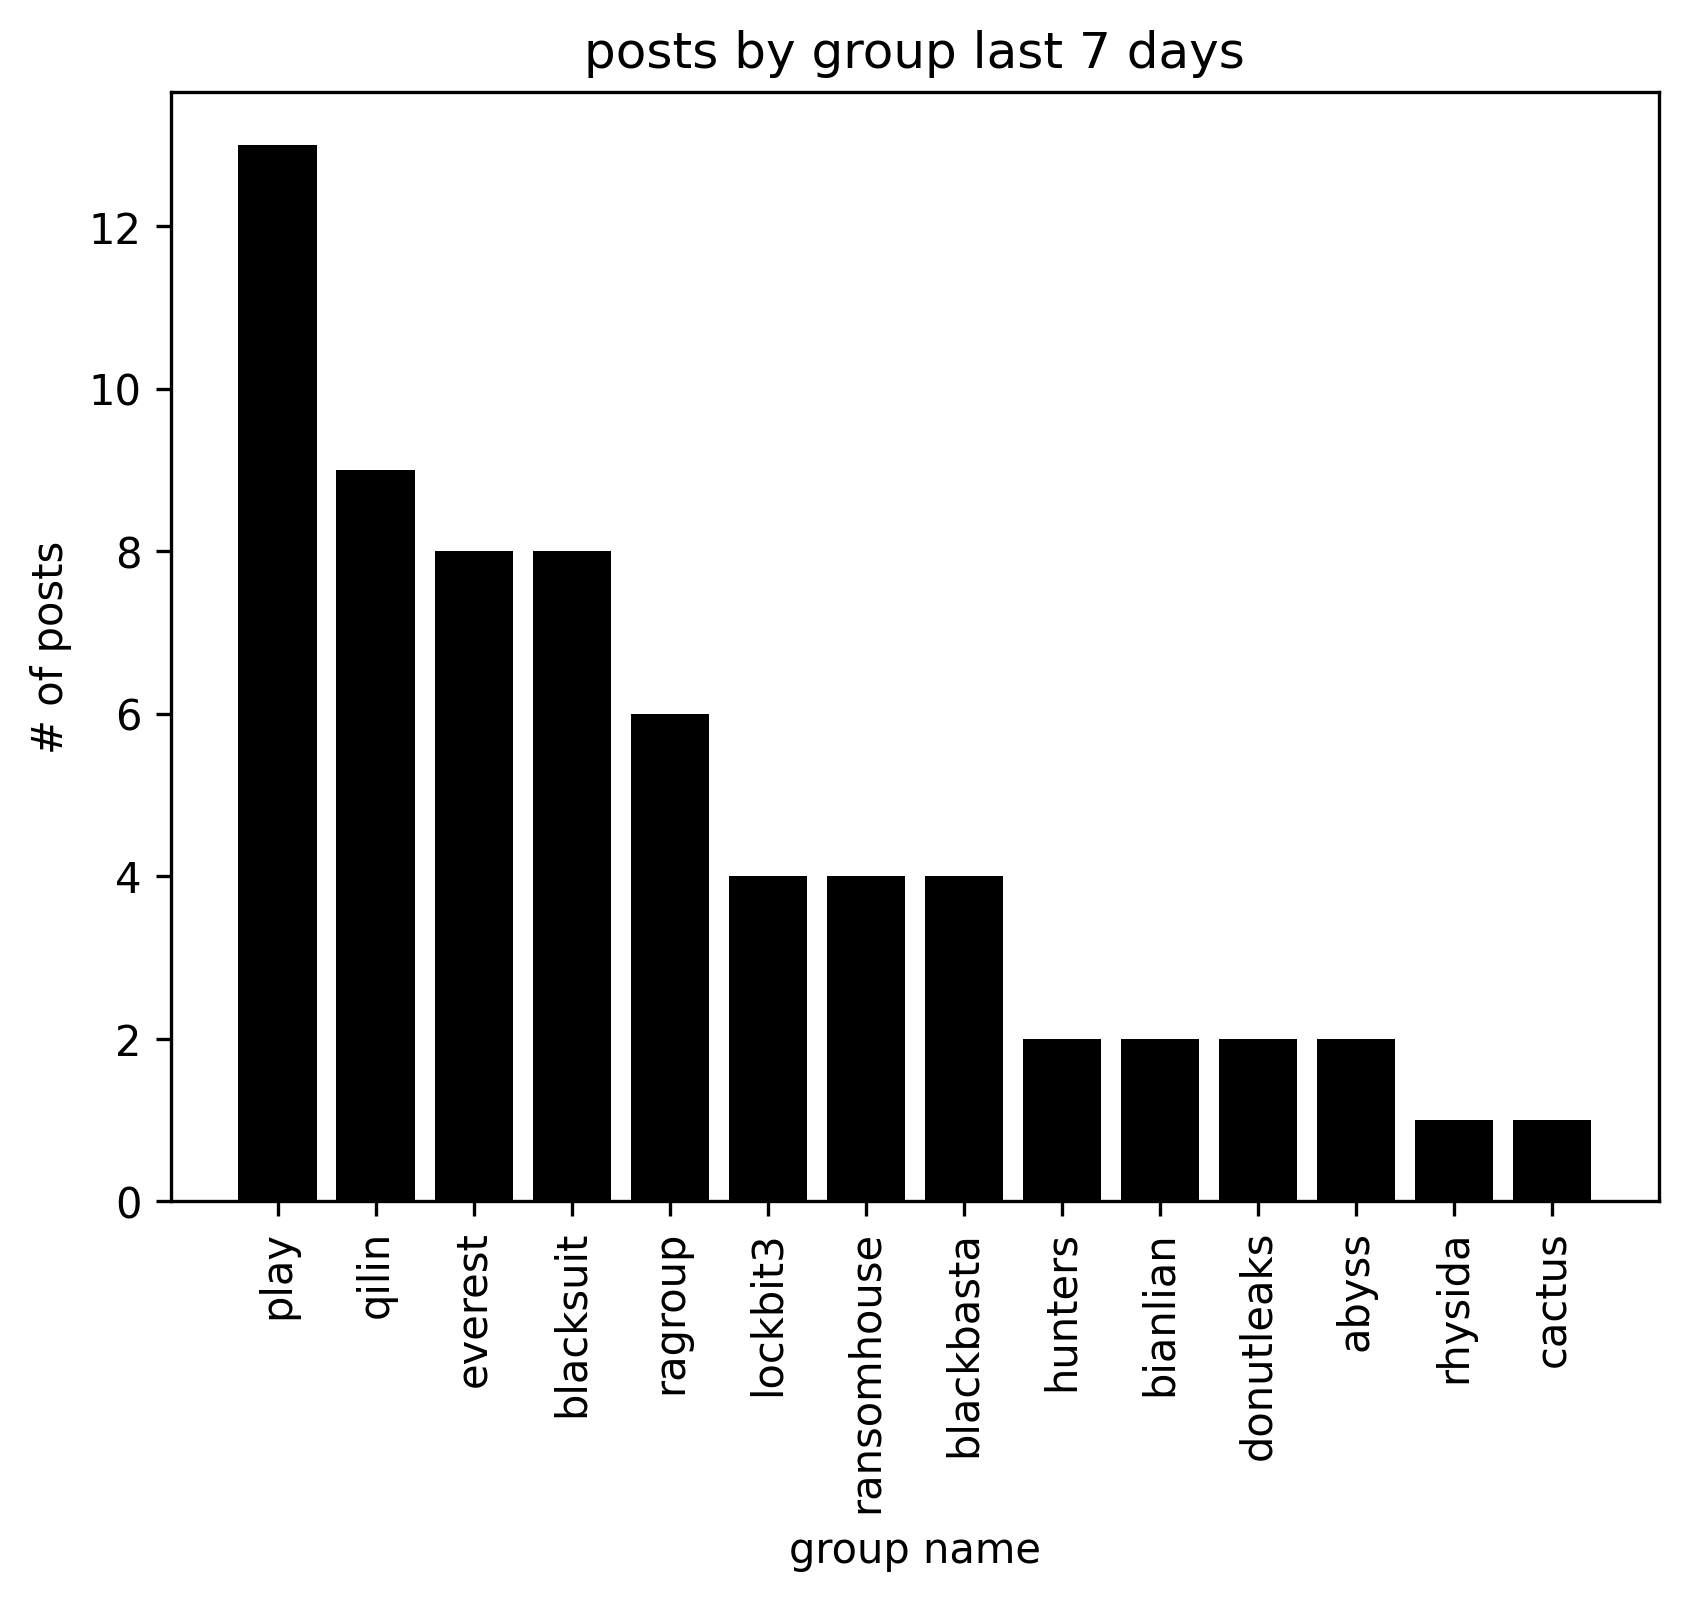 posts by group last 7 days
# of posts
12
10
8
6
4
2
0
play
qilin
everest
blacksuit
ragroup
lockbit3
ransomhouse
blackbasta
hunters
bianlian
donutleaks
abyss
rhysida
cactus
group name